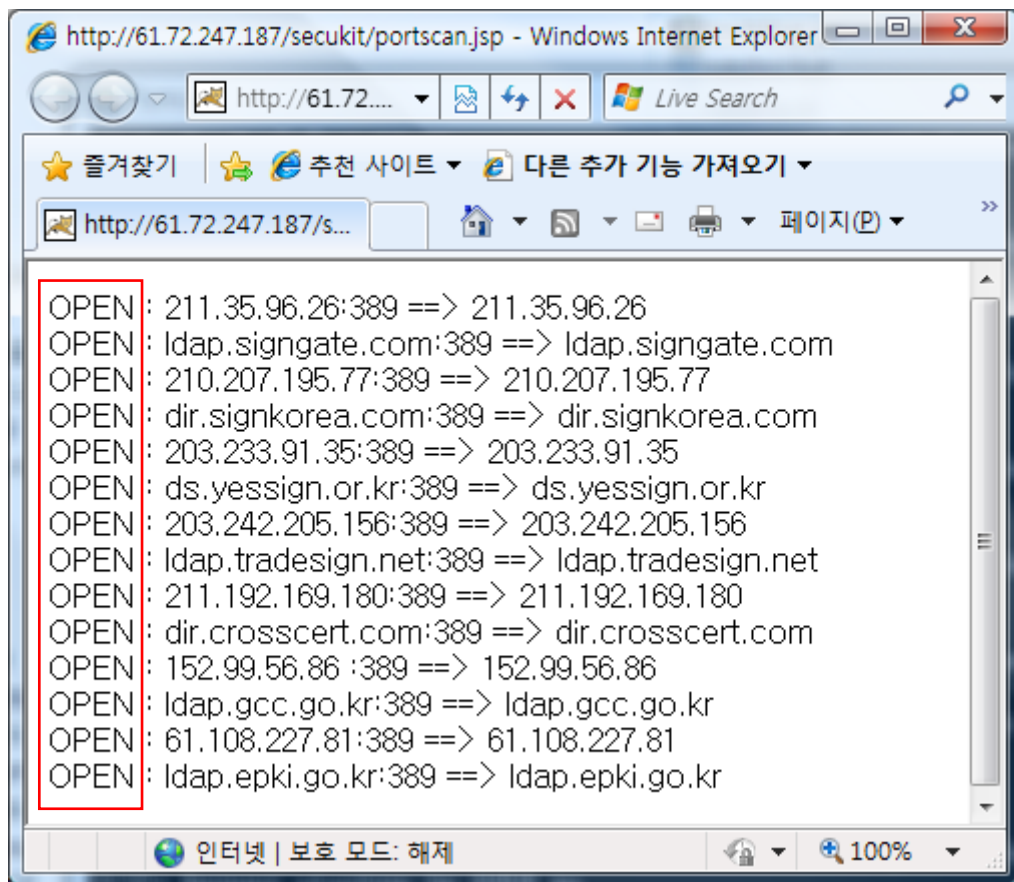 http://61.72.247.187/secukit/portscan.jsp - Windows Internet Explorer
http://61.72.... Live Search
즐겨찾기 추천 사이트 다른 추가 기능 가져오기
http://61.72.247.187/s... 페이지(P) »
OPEN : 211.35.96.26:389 ==> 211.35.96.26
OPEN : ldap.signgate.com:389 ==> ldap.signgate.com
OPEN : 210.207.195.77:389 ==> 210.207.195.77
OPEN : dir.signkorea.com:389 ==> dir.signkorea.com
OPEN : 203.233.91.35:389 ==> 203.233.91.35
OPEN : ds.yessign.or.kr:389 ==> ds.yessign.or.kr
OPEN : 203.242.205.156:389 ==> 203.242.205.156
OPEN : ldap.tradesign.net:389 ==> ldap.tradesign.net
OPEN : 211.192.169.180:389 ==> 211.192.169.180
OPEN : dir.crosscert.com:389 ==> dir.crosscert.com
OPEN : 152.99.56.86 :389 ==> 152.99.56.86
OPEN : ldap.gcc.go.kr:389 ==> ldap.gcc.go.kr
OPEN : 61.108.227.81:389 ==> 61.108.227.81
OPEN : ldap.epki.go.kr:389 ==> ldap.epki.go.kr
인터넷 | 보호 모드: 해제 100%